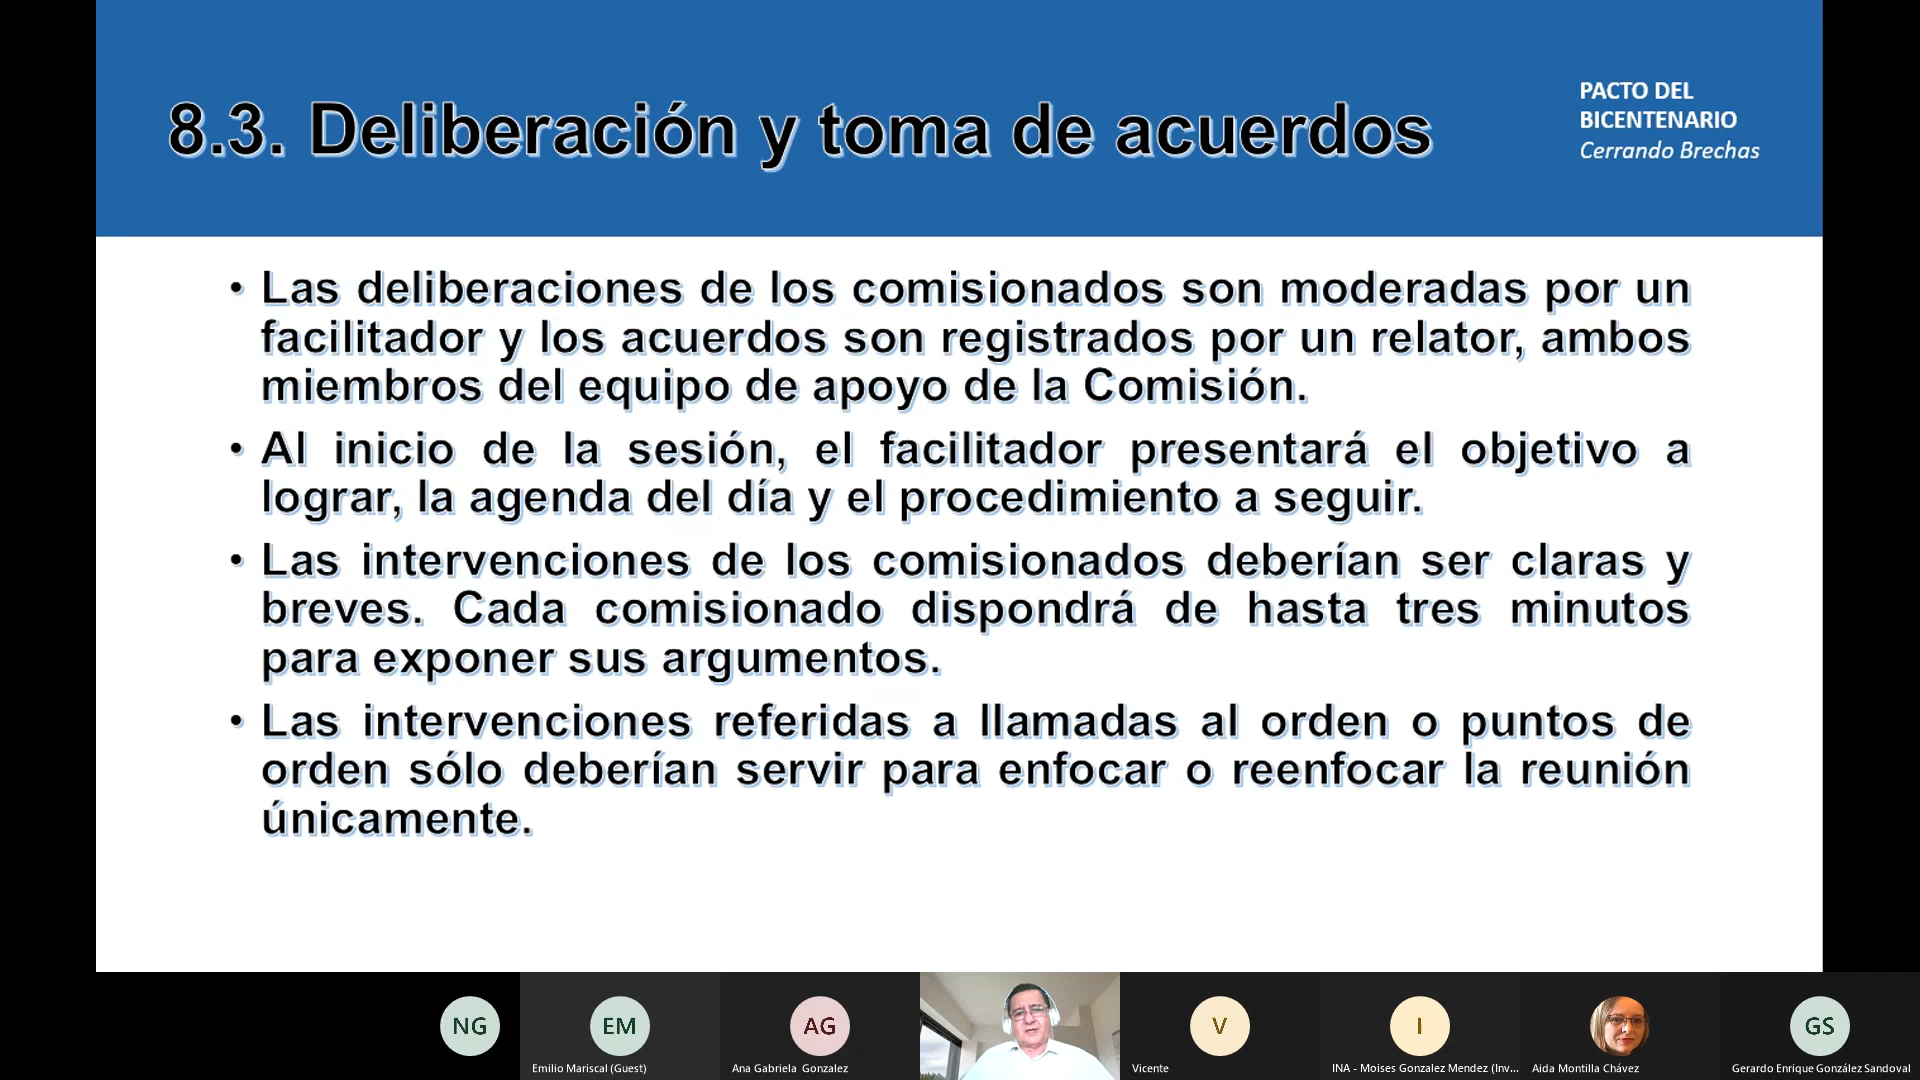 8.3. Deliberación y toma de acuerdos
PACTO DEL
BICENTENARIO
Cerrando Brechas
• Las deliberaciones de los comisionados son moderadas por un
facilitador y los acuerdos son registrados por un relator, ambos
miembros del equipo de apoyo de la Comisión.
• Al inicio de la sesión, el facilitador presentará el objetivo a
lograr, la agenda del día y el procedimiento a seguir.
• Las intervenciones de los comisionados deberían ser claras y
breves. Cada comisionado dispondrá de hasta tres minutos
para exponer sus argumentos.
• Las intervenciones referidas a llamadas al orden o puntos de
orden sólo deberían servir para enfocar o reenfocar la reunión
únicamente.
NG
EM
AG
V
I
GS
Emilio Mariscal (Guest)
Ana Gabriela Gonzalez
Vicente
INA - Moises Gonzalez Mendez (Inv...
Aida Montilla Chávez
Gerardo Enrique González Sandoval